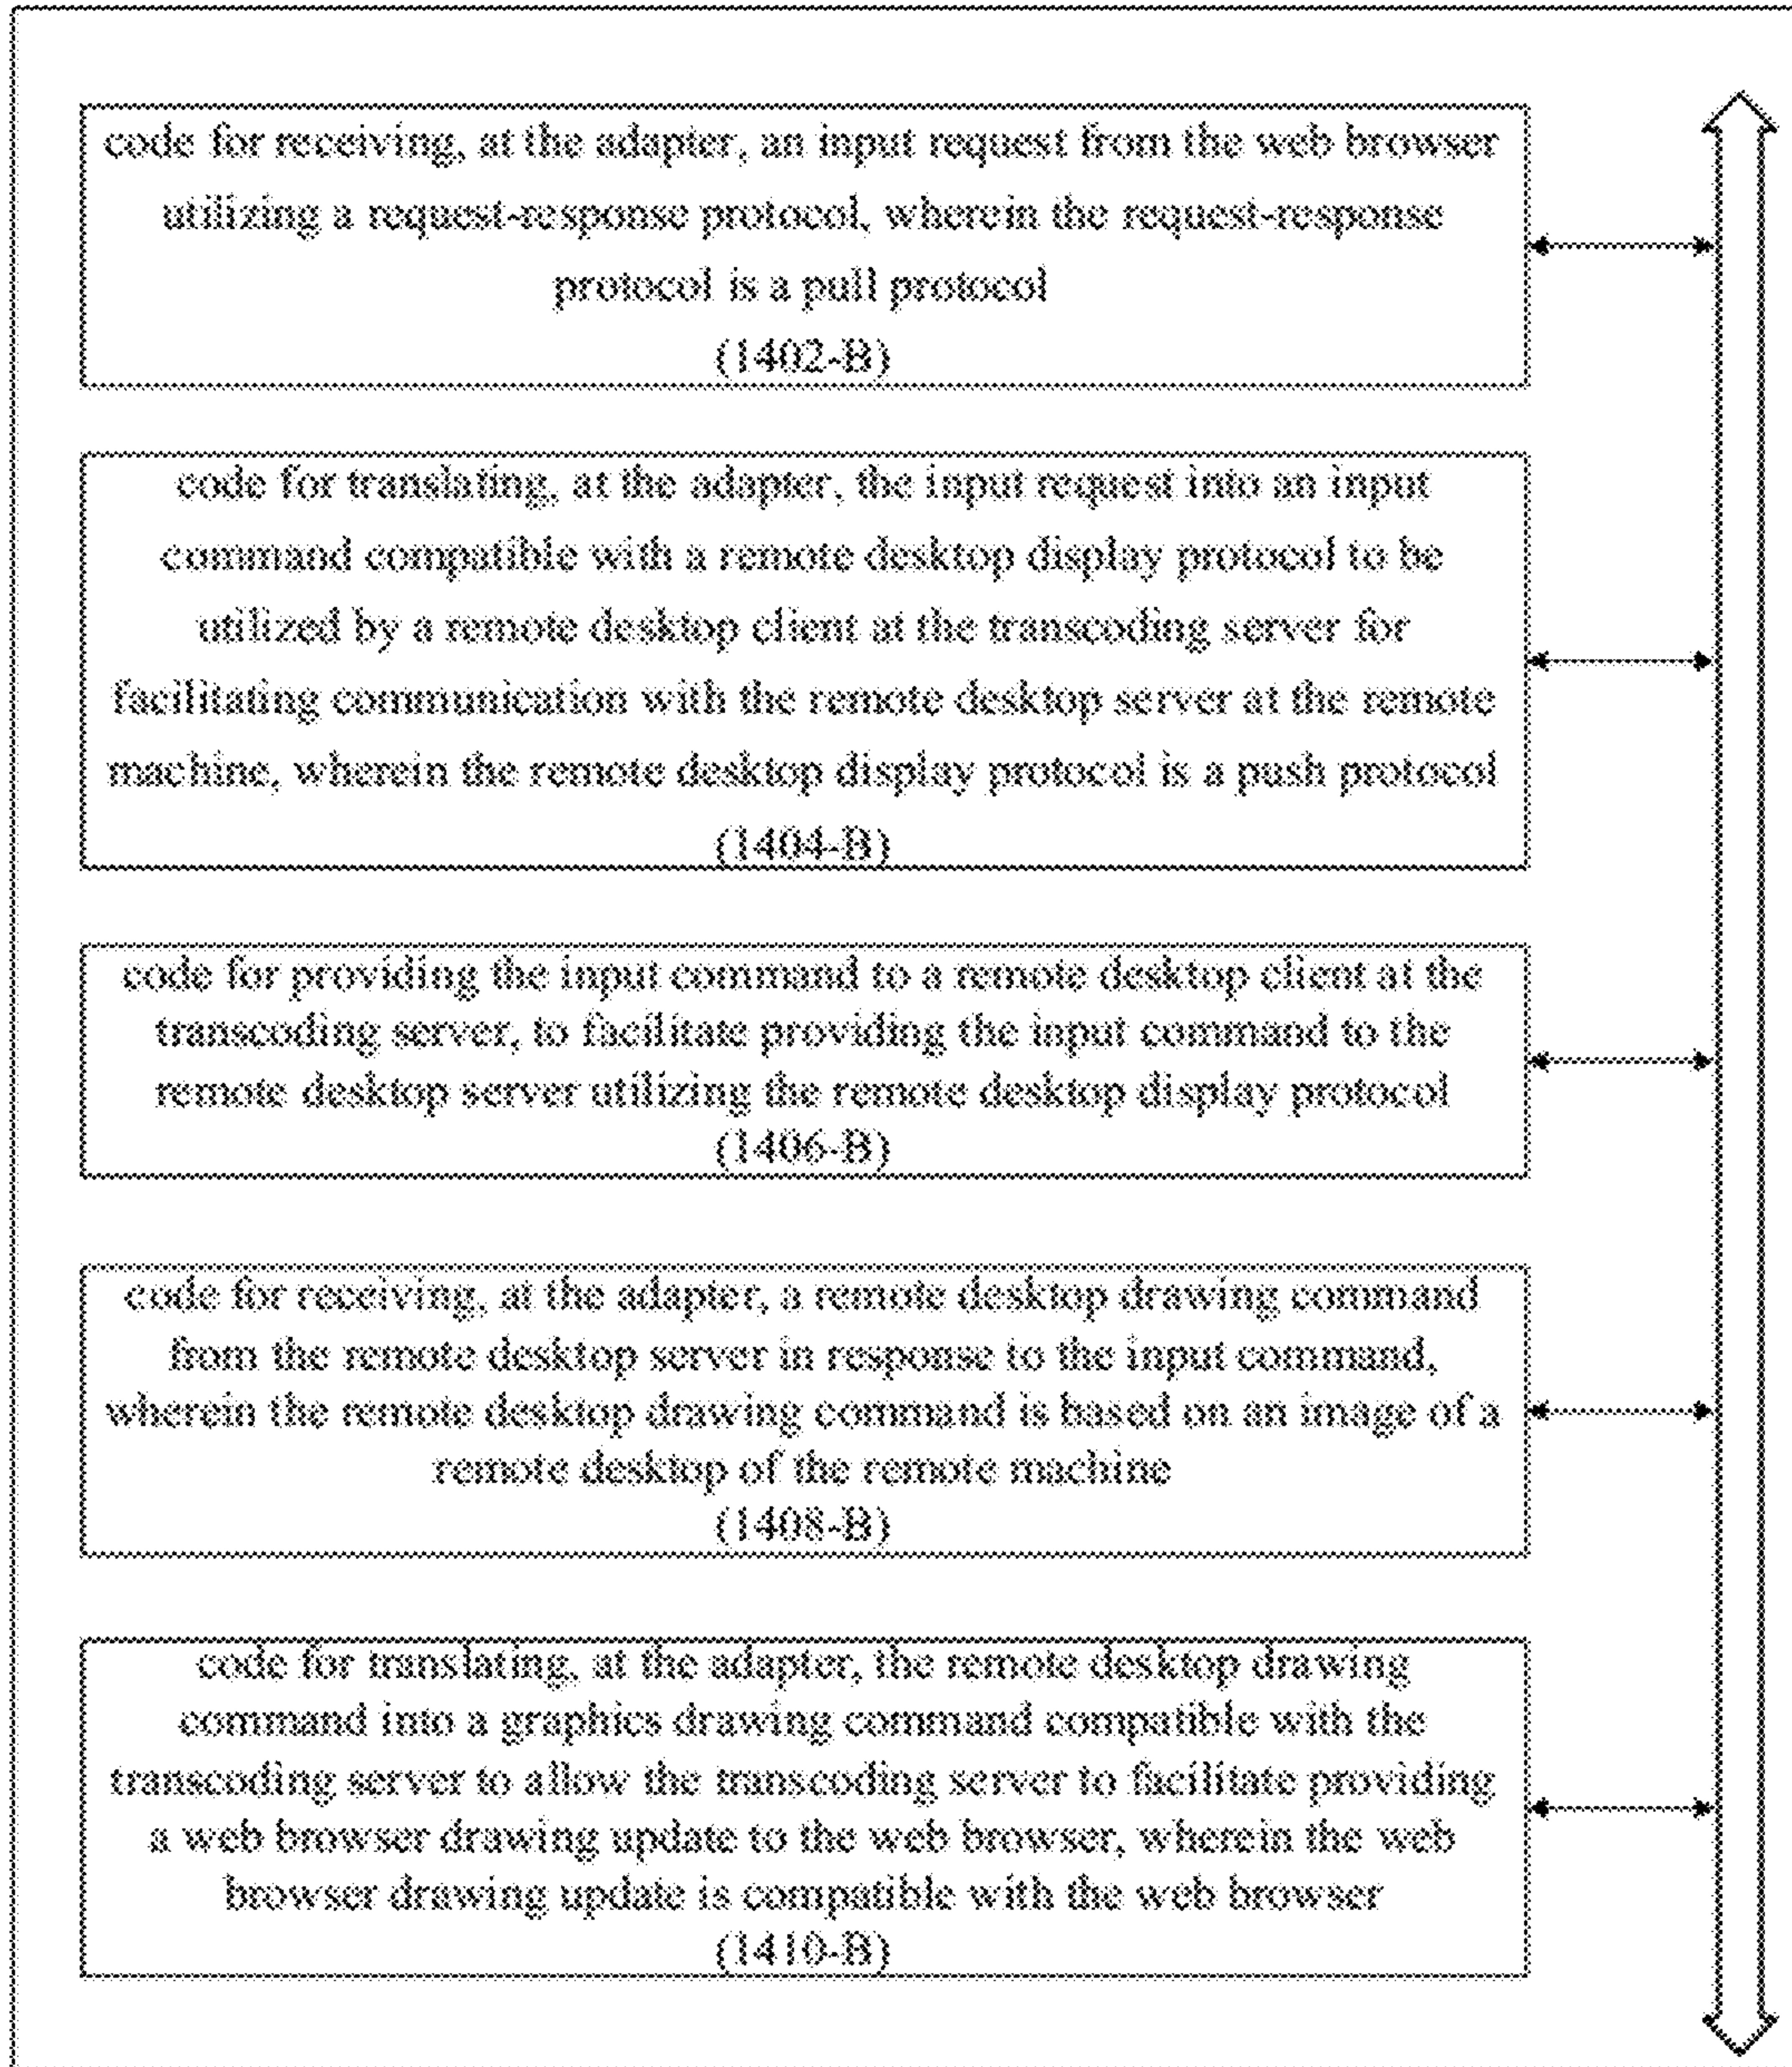 code for receiving, at the adapter, an input request from the web browser
utilizing a request-response protocol, wherein the request-response
protocol is a pull protocol
(1402-B)
code for translating, at the adapter, the input request into an input
command compatible with a remote desktop display protocol to be
utilized by a remote desktop client at the transcoding server for
facilitating communication with the remote desktop server at the remote
machine, wherein the remote desktop display protocol is a push protocol
(1404-B)
code for providing the input command to a remote desktop client at the
transcoding server, to facilitate providing the input command to the
remote desktop server utilizing the remote desktop display protocol
(1406-B)
code for receiving, at the adapter, a remote desktop drawing command
from the remote desktop server in response to the input command,
wherein the remote desktop drawing command is based on an image of a
remote desktop of the remote machine
(1408-B)
code for translating, at the adapter, the remote desktop drawing
command into a graphics drawing command compatible with the
transcoding server to allow the transcoding server to facilitate providing
a web browser drawing update to the web browser, wherein the web
browser drawing update is compatible with the web browser
(1410-B)